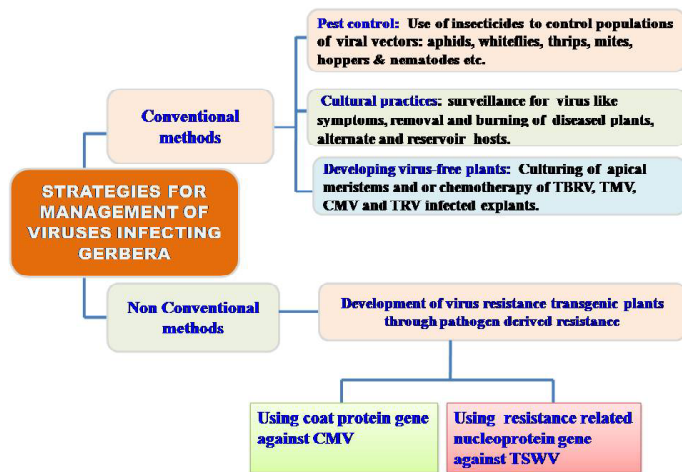 Pest control: Use of insecticides to control populations
of viral vectors: aphids, whiteflies, thrips, mites,
hoppers & nematodes etc.
Conventional
methods
Cultural practices: surveillance for virus like
symptoms, removal and burning of diseased plants,
alternate and reservoir hosts.
Developing virus-free plants: Culturing of apical
meristems and or chemotherapy of TBRV, TMV,
CMV and TRV infected explants.
STRATEGIES FOR
MANAGEMENT OF
VIRUSES INFECTING
GERBERA
Non Conventional
methods
Development of virus resistance transgenic plants
through pathogen derived resistance
Using coat protein gene
against CMV
Using resistance related
nucleoprotein gene
against TSWV